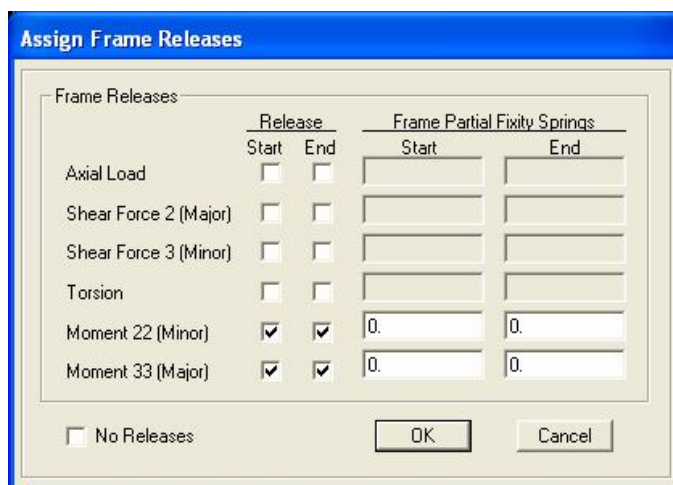 Assign Frame Releases
Frame Releases
Release Frame Partial Fixity Springs
Start End Start End
Axial Load
Shear Force 2 (Major)
Shear Force 3 (Minor)
Torsion
Moment 22 (Minor) 0. 0.
Moment 33 (Major) 0. 0.
No Releases OK Cancel